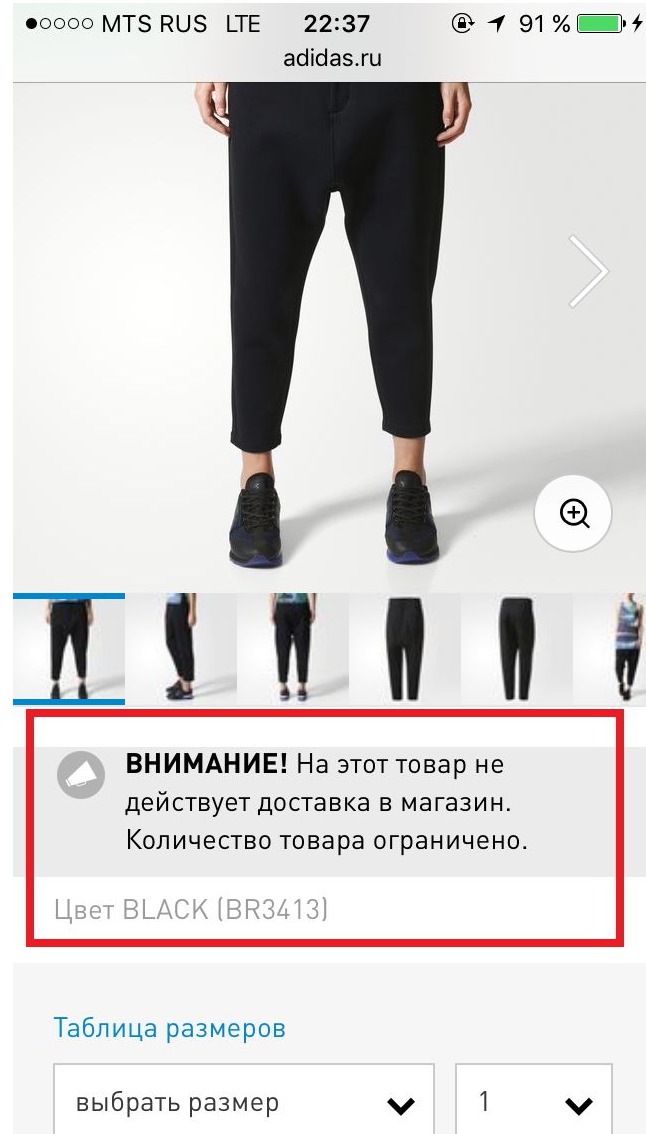 MTS RUS LTE 22:37 91 %
adidas.ru
ВНИМАНИЕ! На этот товар не
действует доставка в магазин.
Количество товара ограничено.
Цвет BLACK (BR3413)
Таблица размеров
выбрать размер 1